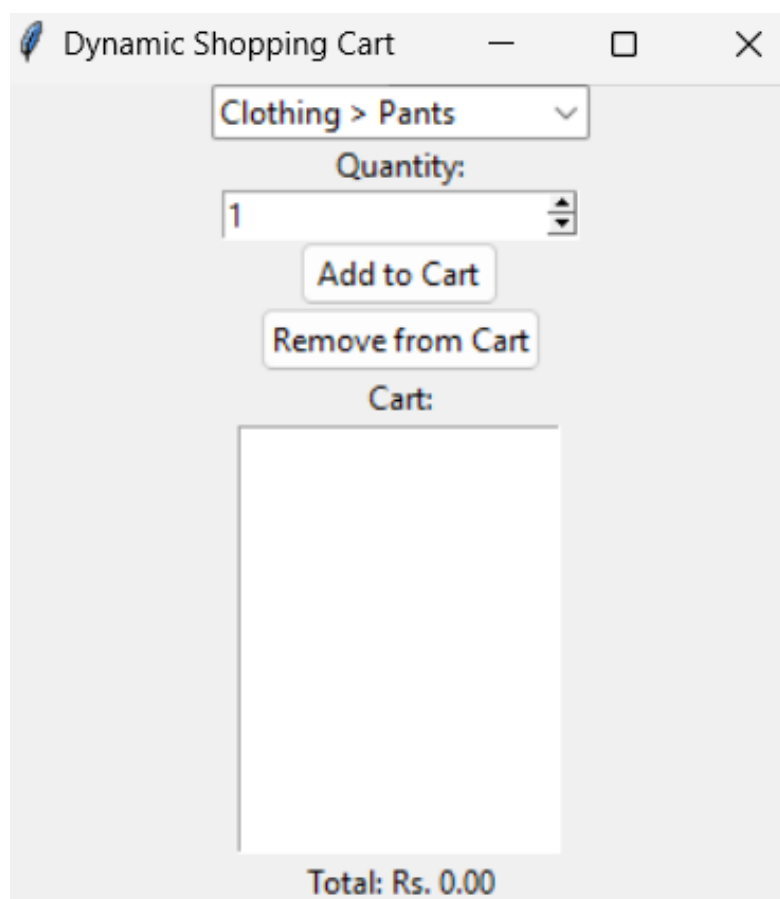 Dynamic Shopping Cart
Clothing > Pants
Quantity:
1
Add to Cart
Remove from Cart
Cart:
Total: Rs. 0.00